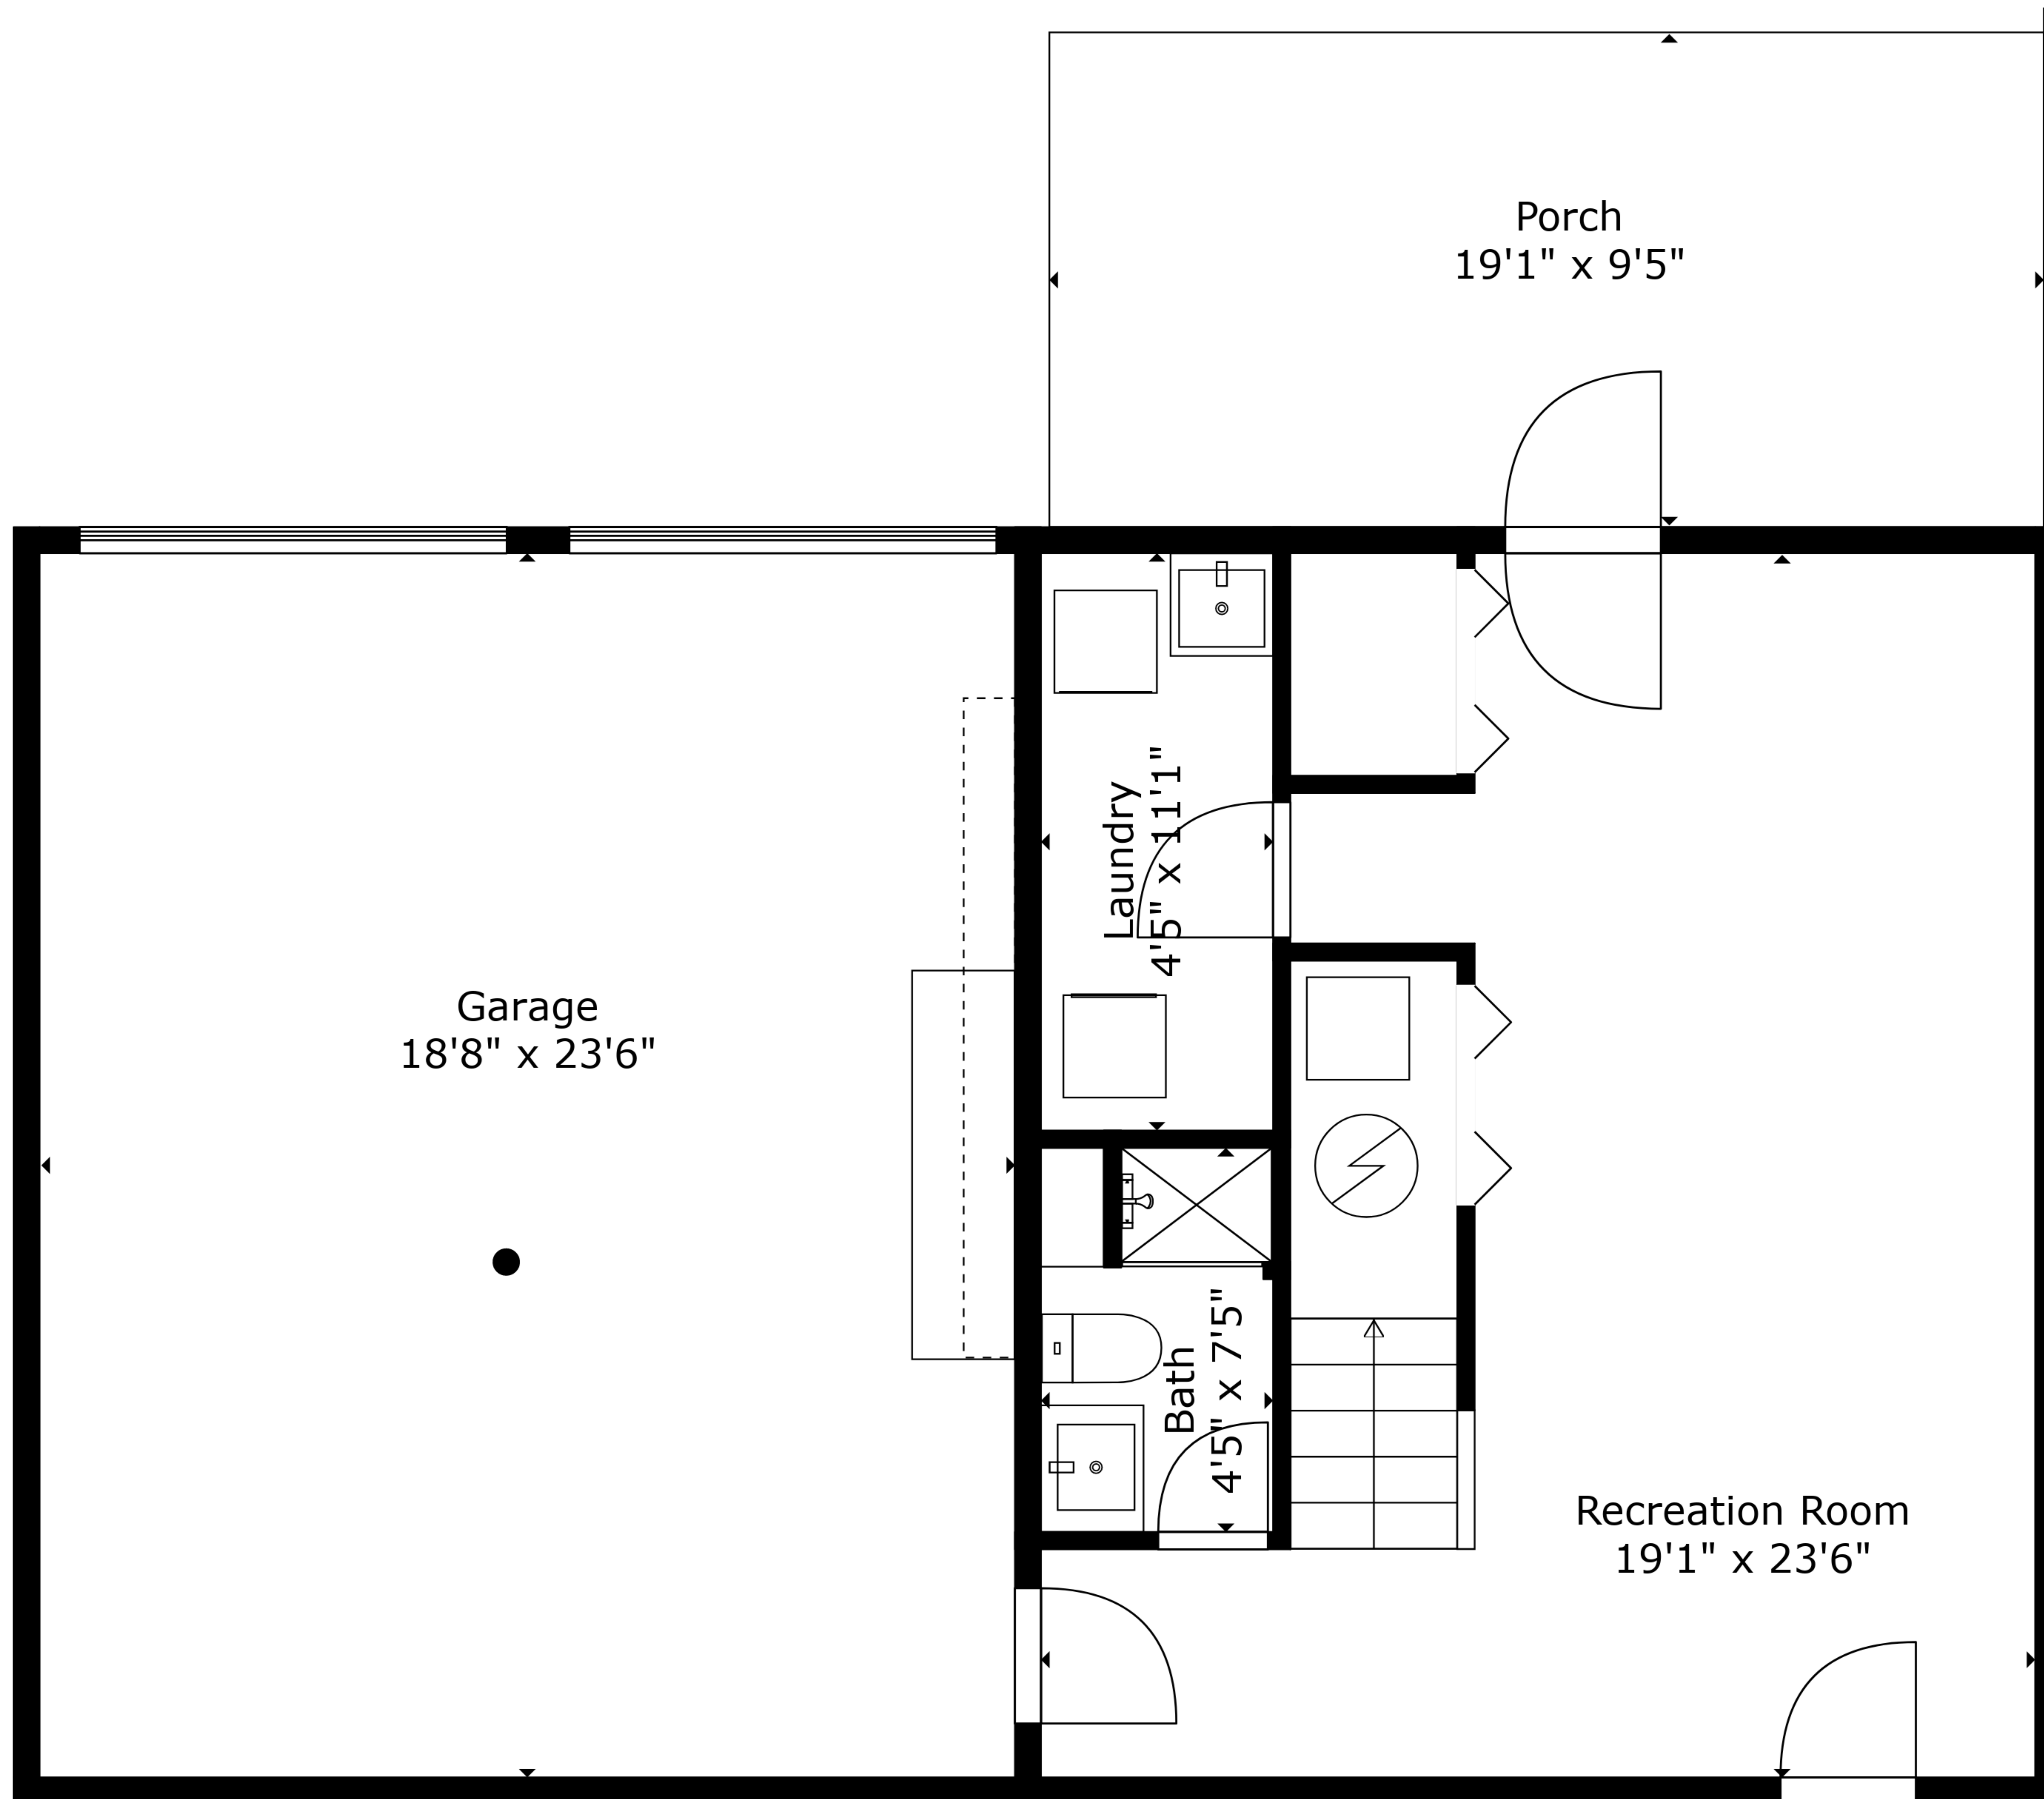 Porch
19'1" x 9'5"
Laundry
4'5" x 11'1"
Garage
18'8" x 23'6"
Bath
4'5" x 7'5"
Recreation Room
19'1" x 23'6"